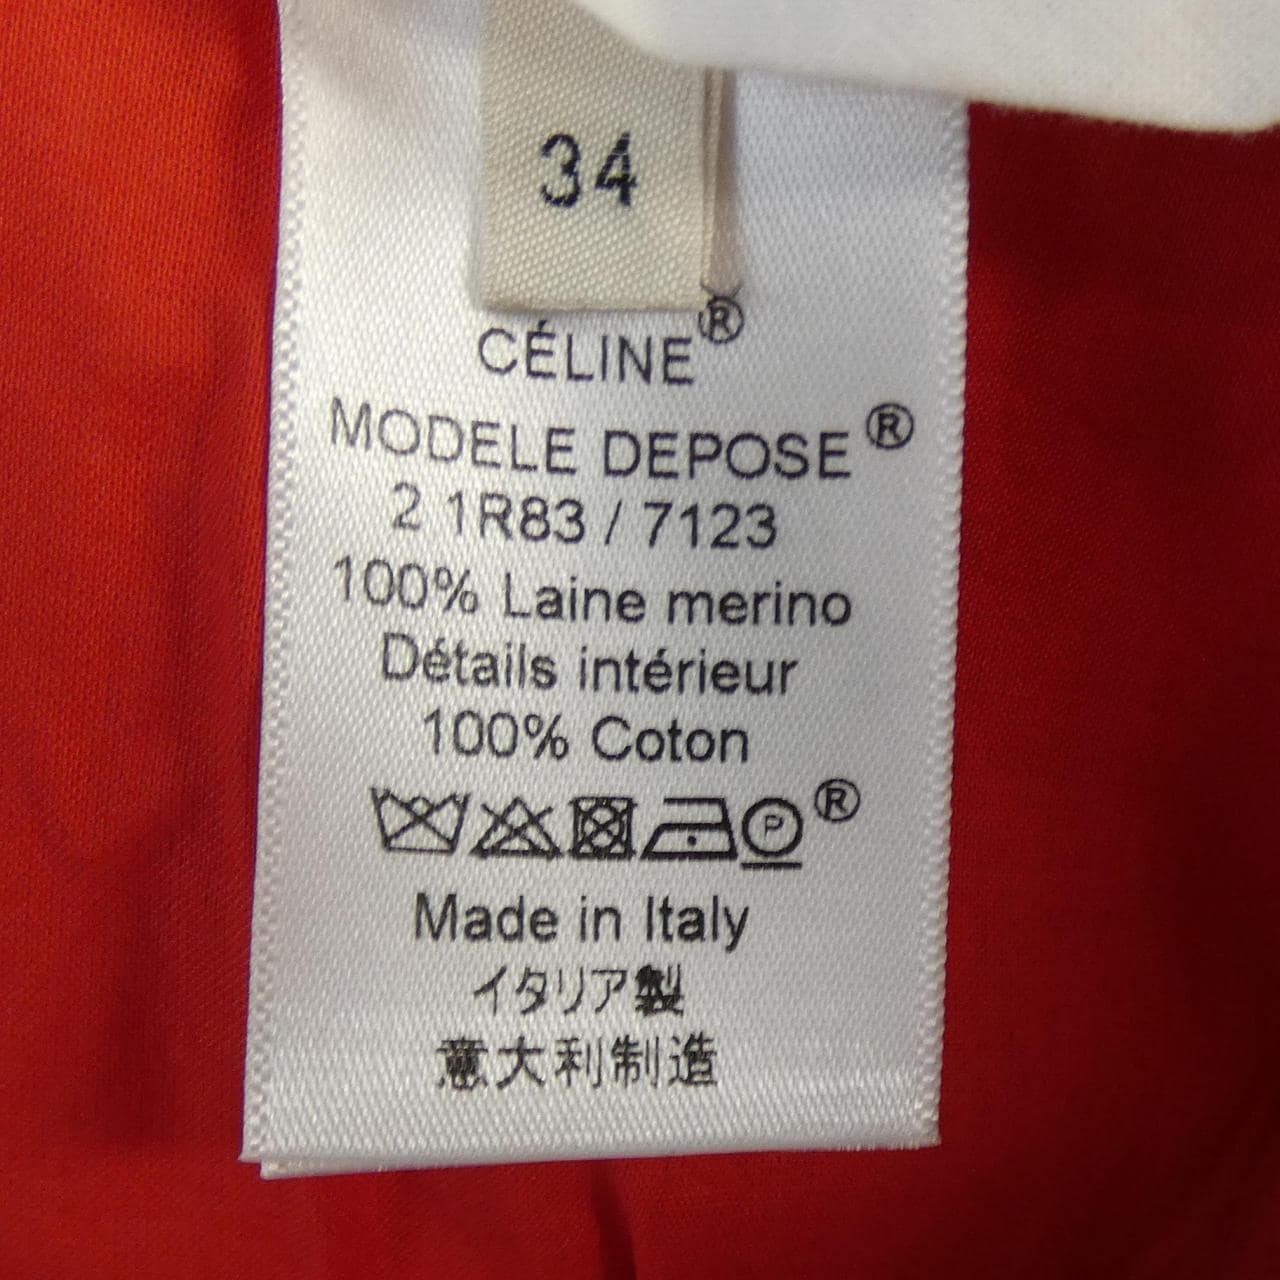 34
CÉLINE®
MODELE DEPOSE®
2 1R83 / 7123
100% Laine merino
Détails intérieur
100% Coton
P ®
Made in Italy
イタリア製
意大利制造